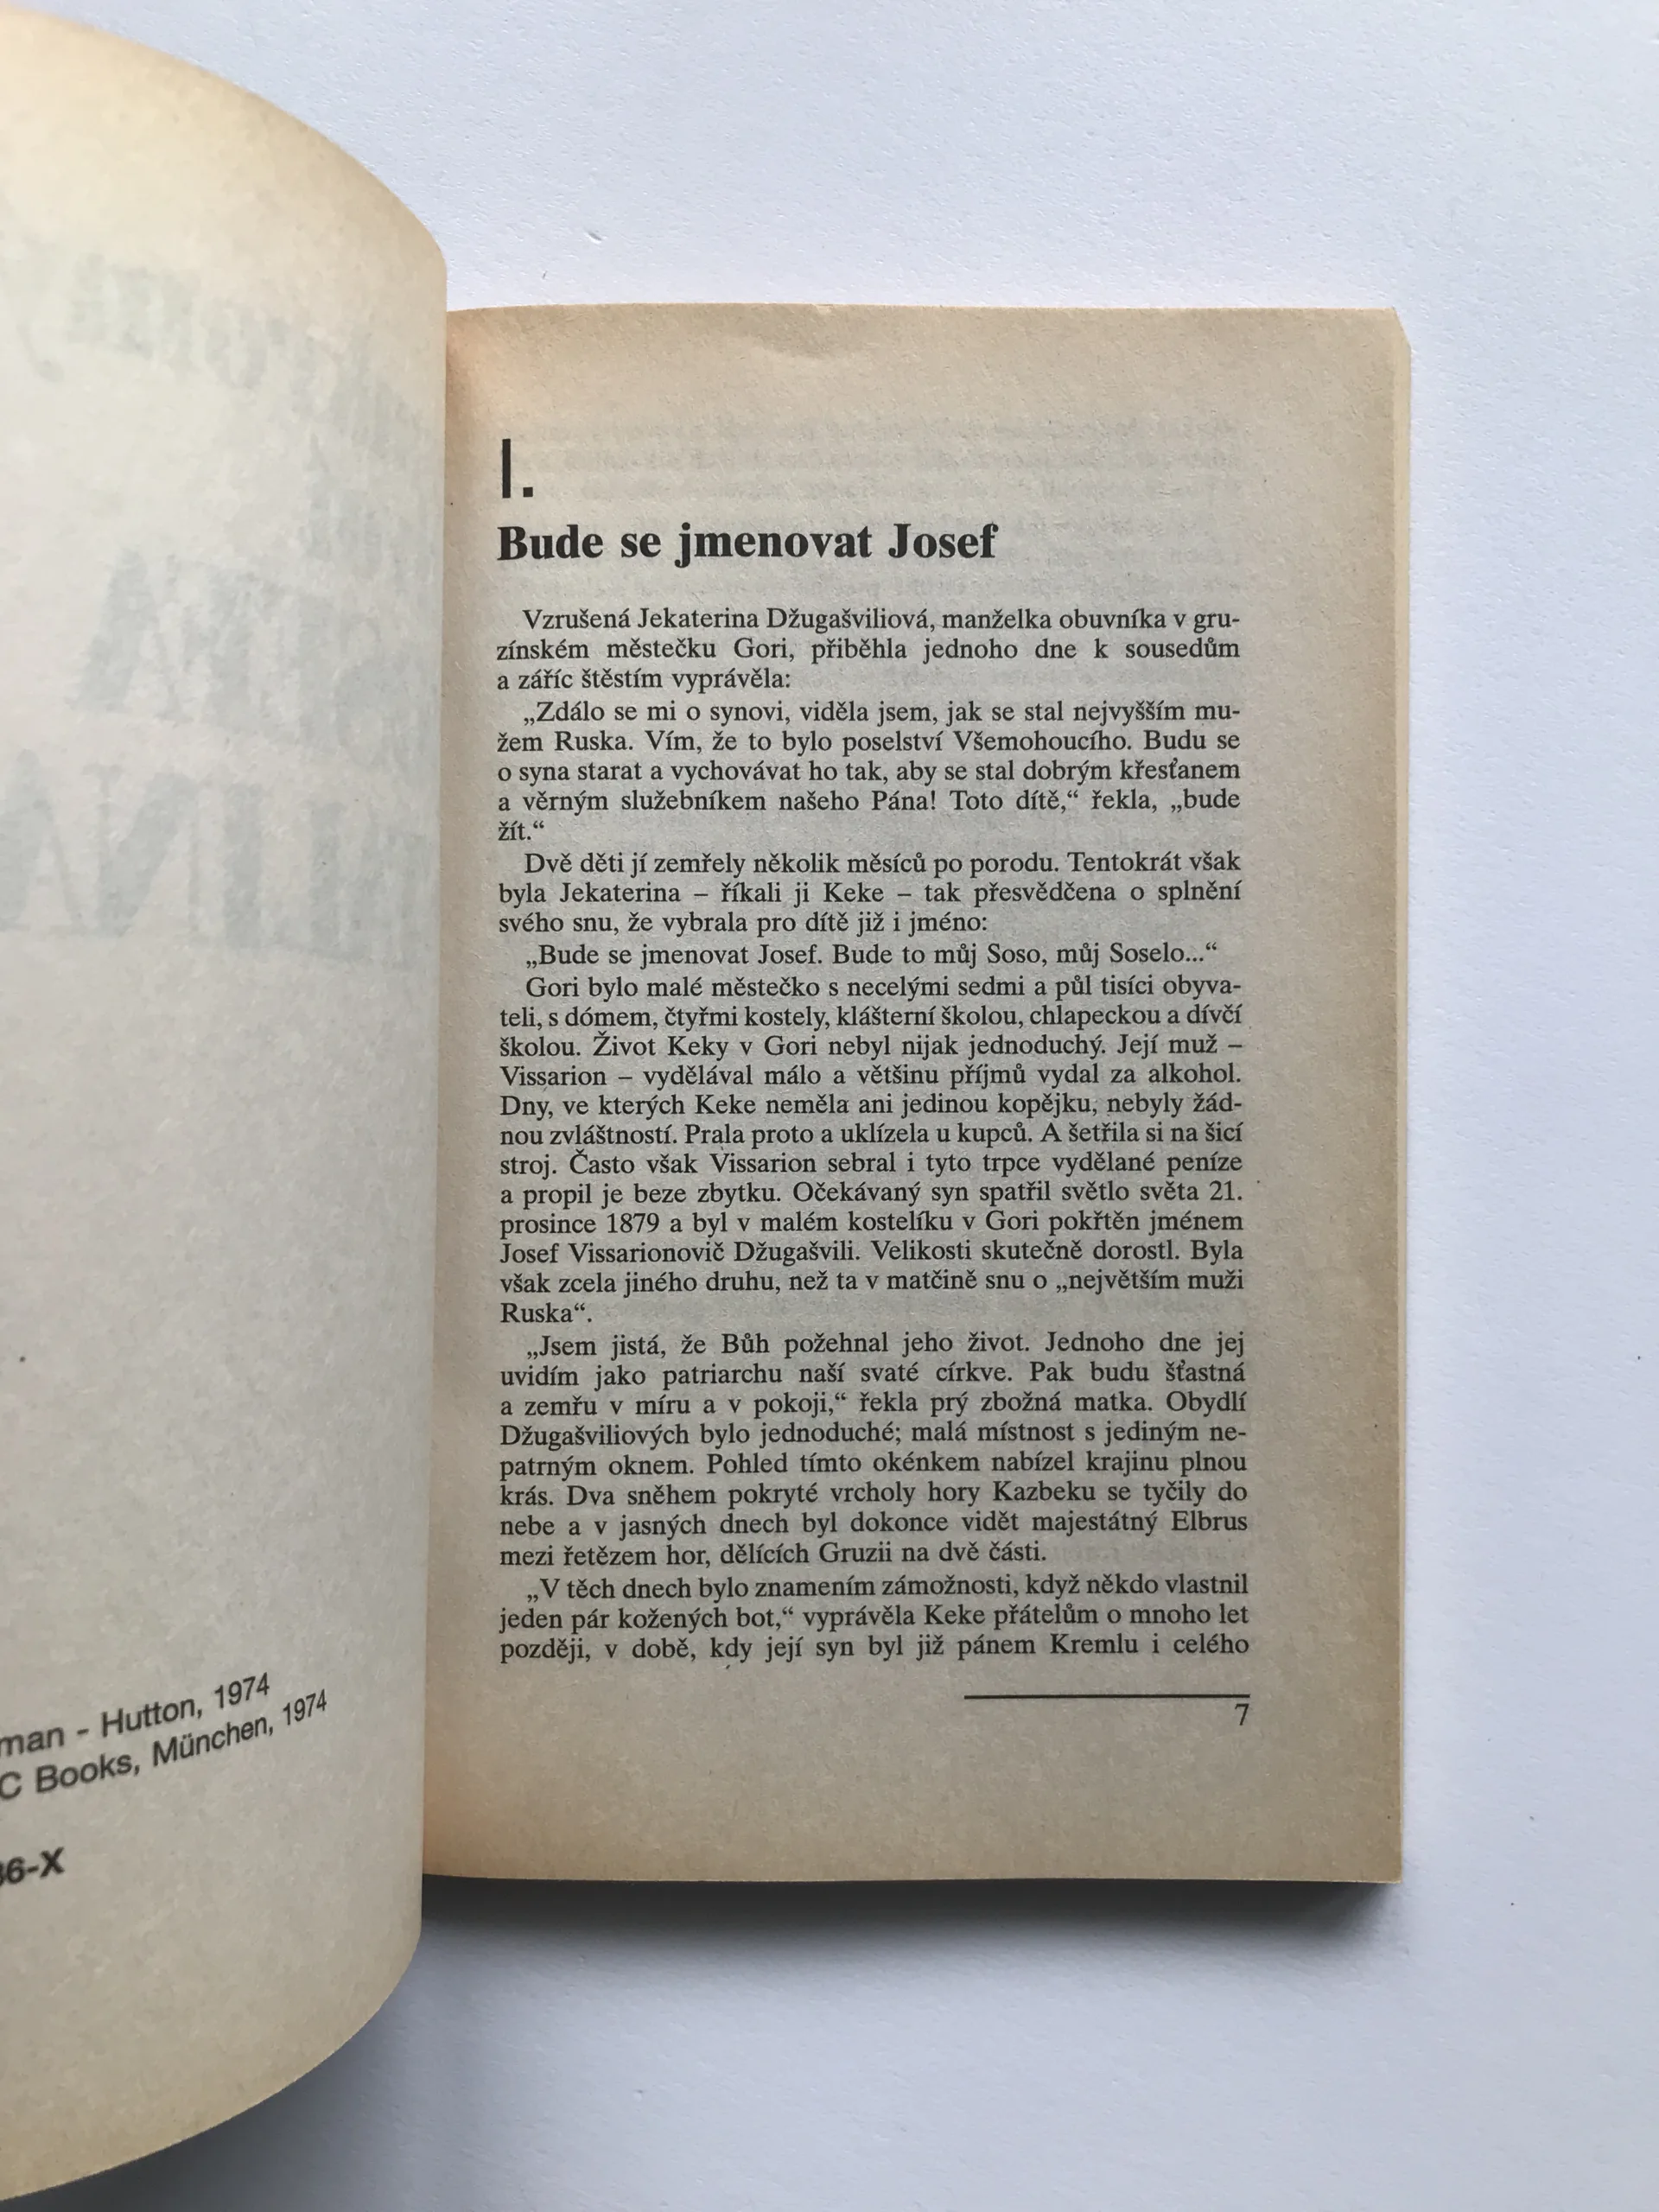 man - Hutton, 1974
C Books, München, 1974
36-X
I.
Bude se jmenovat Josef
Vzrušená Jekaterina Džugašviliová, manželka obuvníka v gru-
zínském městečku Gori, přiběhla jednoho dne k sousedům
a záříc štěstím vyprávěla:
„Zdálo se mi o synovi, viděla jsem, jak se stal nejvyšším mu-
žem Ruska. Vím, že to bylo poselství Všemohoucího. Budu se
o syna starat a vychovávat ho tak, aby se stal dobrým křesťanem
a věrným služebníkem našeho Pána! Toto dítě,“ řekla, „bude
žít.“
Dvě děti jí zemřely několik měsíců po porodu. Tentokrát však
byla Jekaterina – říkali ji Keke – tak přesvědčena o splnění
svého snu, že vybrala pro dítě již i jméno:
„Bude se jmenovat Josef. Bude to můj Soso, můj Soselo...“
Gori bylo malé městečko s necelými sedmi a půl tisíci obyva-
teli, s dómem, čtyřmi kostely, klášterní školou, chlapeckou a dívčí
školou. Život Keky v Gori nebyl nijak jednoduchý. Její muž –
Vissarion – vydělával málo a většinu příjmů vydal za alkohol.
Dny, ve kterých Keke neměla ani jedinou kopějku, nebyly žád-
nou zvláštností. Prala proto a uklízela u kupců. A šetřila si na šicí
stroj. Často však Vissarion sebral i tyto trpce vydělané peníze
a propil je beze zbytku. Očekávaný syn spatřil světlo světa 21.
prosince 1879 a byl v malém kostelíku v Gori pokřtěn jménem
Josef Vissarionovič Džugašvili. Velikosti skutečně dorostl. Byla
však zcela jiného druhu, než ta v matčině snu o „největším muži
Ruska“.
„Jsem jistá, že Bůh požehnal jeho život. Jednoho dne jej
uvidím jako patriarchu naší svaté církve. Pak budu šťastná
a zemřu v míru a v pokoji,“ řekla prý zbožná matka. Obydlí
Džugašviliových bylo jednoduché; malá místnost s jediným ne-
patrným oknem. Pohled tímto okénkem nabízel krajinu plnou
krás. Dva sněhem pokryté vrcholy hory Kazbeku se tyčily do
nebe a v jasných dnech byl dokonce vidět majestátný Elbrus
mezi řetězem hor, dělících Gruzii na dvě části.
„V těch dnech bylo znamením zámožnosti, když někdo vlastnil
jeden pár kožených bot,“ vyprávěla Keke přátelům o mnoho let
později, v době, kdy její syn byl již pánem Kremlu i celého
7